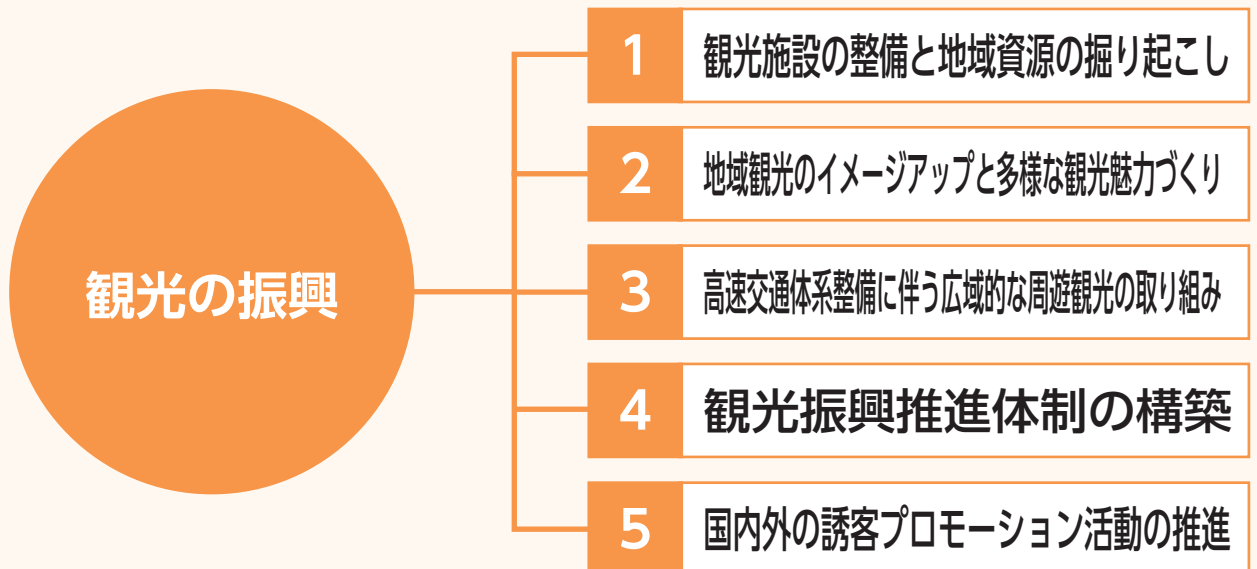 観光の振興
1 観光施設の整備と地域資源の掘り起こし
2 地域観光のイメージアップと多様な観光魅力づくり
3 高速交通体系整備に伴う広域的な周遊観光の取り組み
4 観光振興推進体制の構築
5 国内外の誘客プロモーション活動の推進